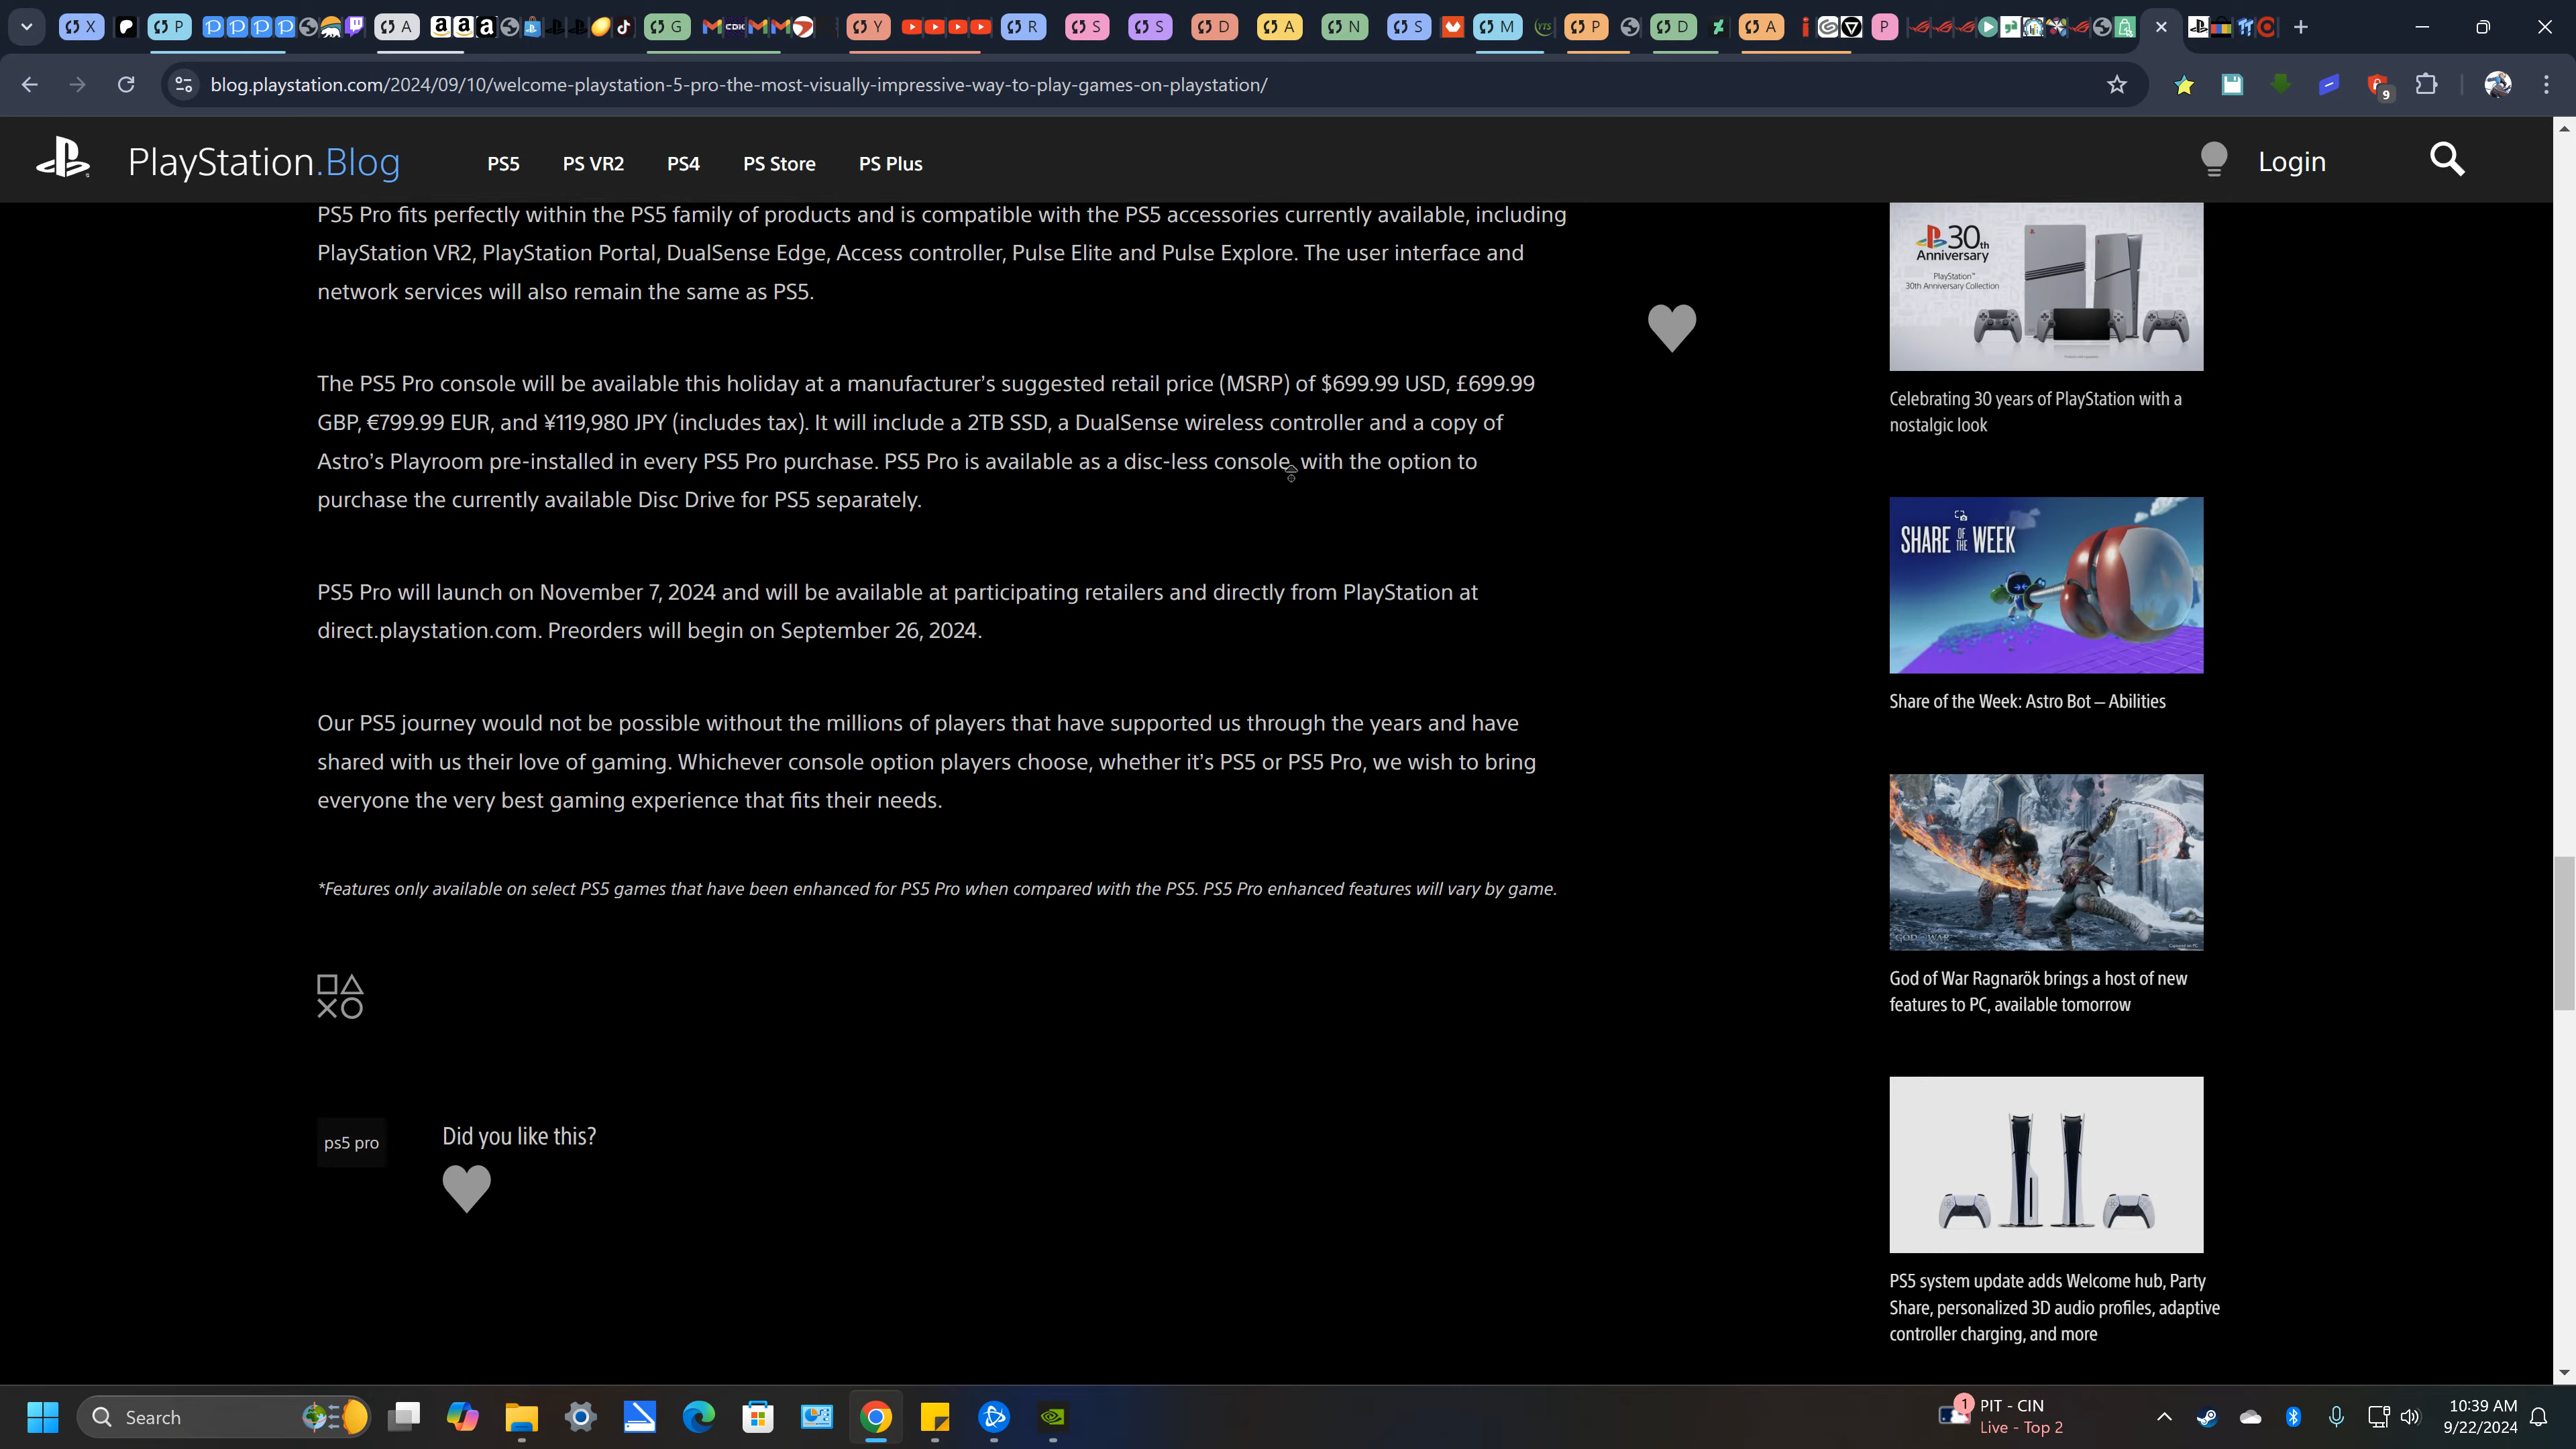 X P A G Y R S S D A N S M P D A P
blog.playstation.com/2024/09/10/welcome-playstation-5-pro-the-most-visually-impressive-way-to-play-games-on-playstation/
9
PlayStation.Blog PS5 PS VR2 PS4 PS Store PS Plus Login
PS5 Pro fits perfectly within the PS5 family of products and is compatible with the PS5 accessories currently available, including
PlayStation VR2, PlayStation Portal, DualSense Edge, Access controller, Pulse Elite and Pulse Explore. The user interface and
network services will also remain the same as PS5.
The PS5 Pro console will be available this holiday at a manufacturer’s suggested retail price (MSRP) of $699.99 USD, £699.99
GBP, €799.99 EUR, and ¥119,980 JPY (includes tax). It will include a 2TB SSD, a DualSense wireless controller and a copy of
Astro’s Playroom pre-installed in every PS5 Pro purchase. PS5 Pro is available as a disc-less console, with the option to
purchase the currently available Disc Drive for PS5 separately.
PS5 Pro will launch on November 7, 2024 and will be available at participating retailers and directly from PlayStation at
direct.playstation.com. Preorders will begin on September 26, 2024.
Our PS5 journey would not be possible without the millions of players that have supported us through the years and have
shared with us their love of gaming. Whichever console option players choose, whether it’s PS5 or PS5 Pro, we wish to bring
everyone the very best gaming experience that fits their needs.
*Features only available on select PS5 games that have been enhanced for PS5 Pro when compared with the PS5. PS5 Pro enhanced features will vary by game.
ps5 pro
Did you like this?
30th
Anniversary
PlayStation™
30th Anniversary Collection
Celebrating 30 years of PlayStation with a
nostalgic look
SHARE OF THE WEEK
Share of the Week: Astro Bot – Abilities
GOD OF WAR
God of War Ragnarök brings a host of new
features to PC, available tomorrow
PS5 system update adds Welcome hub, Party
Share, personalized 3D audio profiles, adaptive
controller charging, and more
Search
1
PIT - CIN
Live - Top 2
10:39 AM
9/22/2024